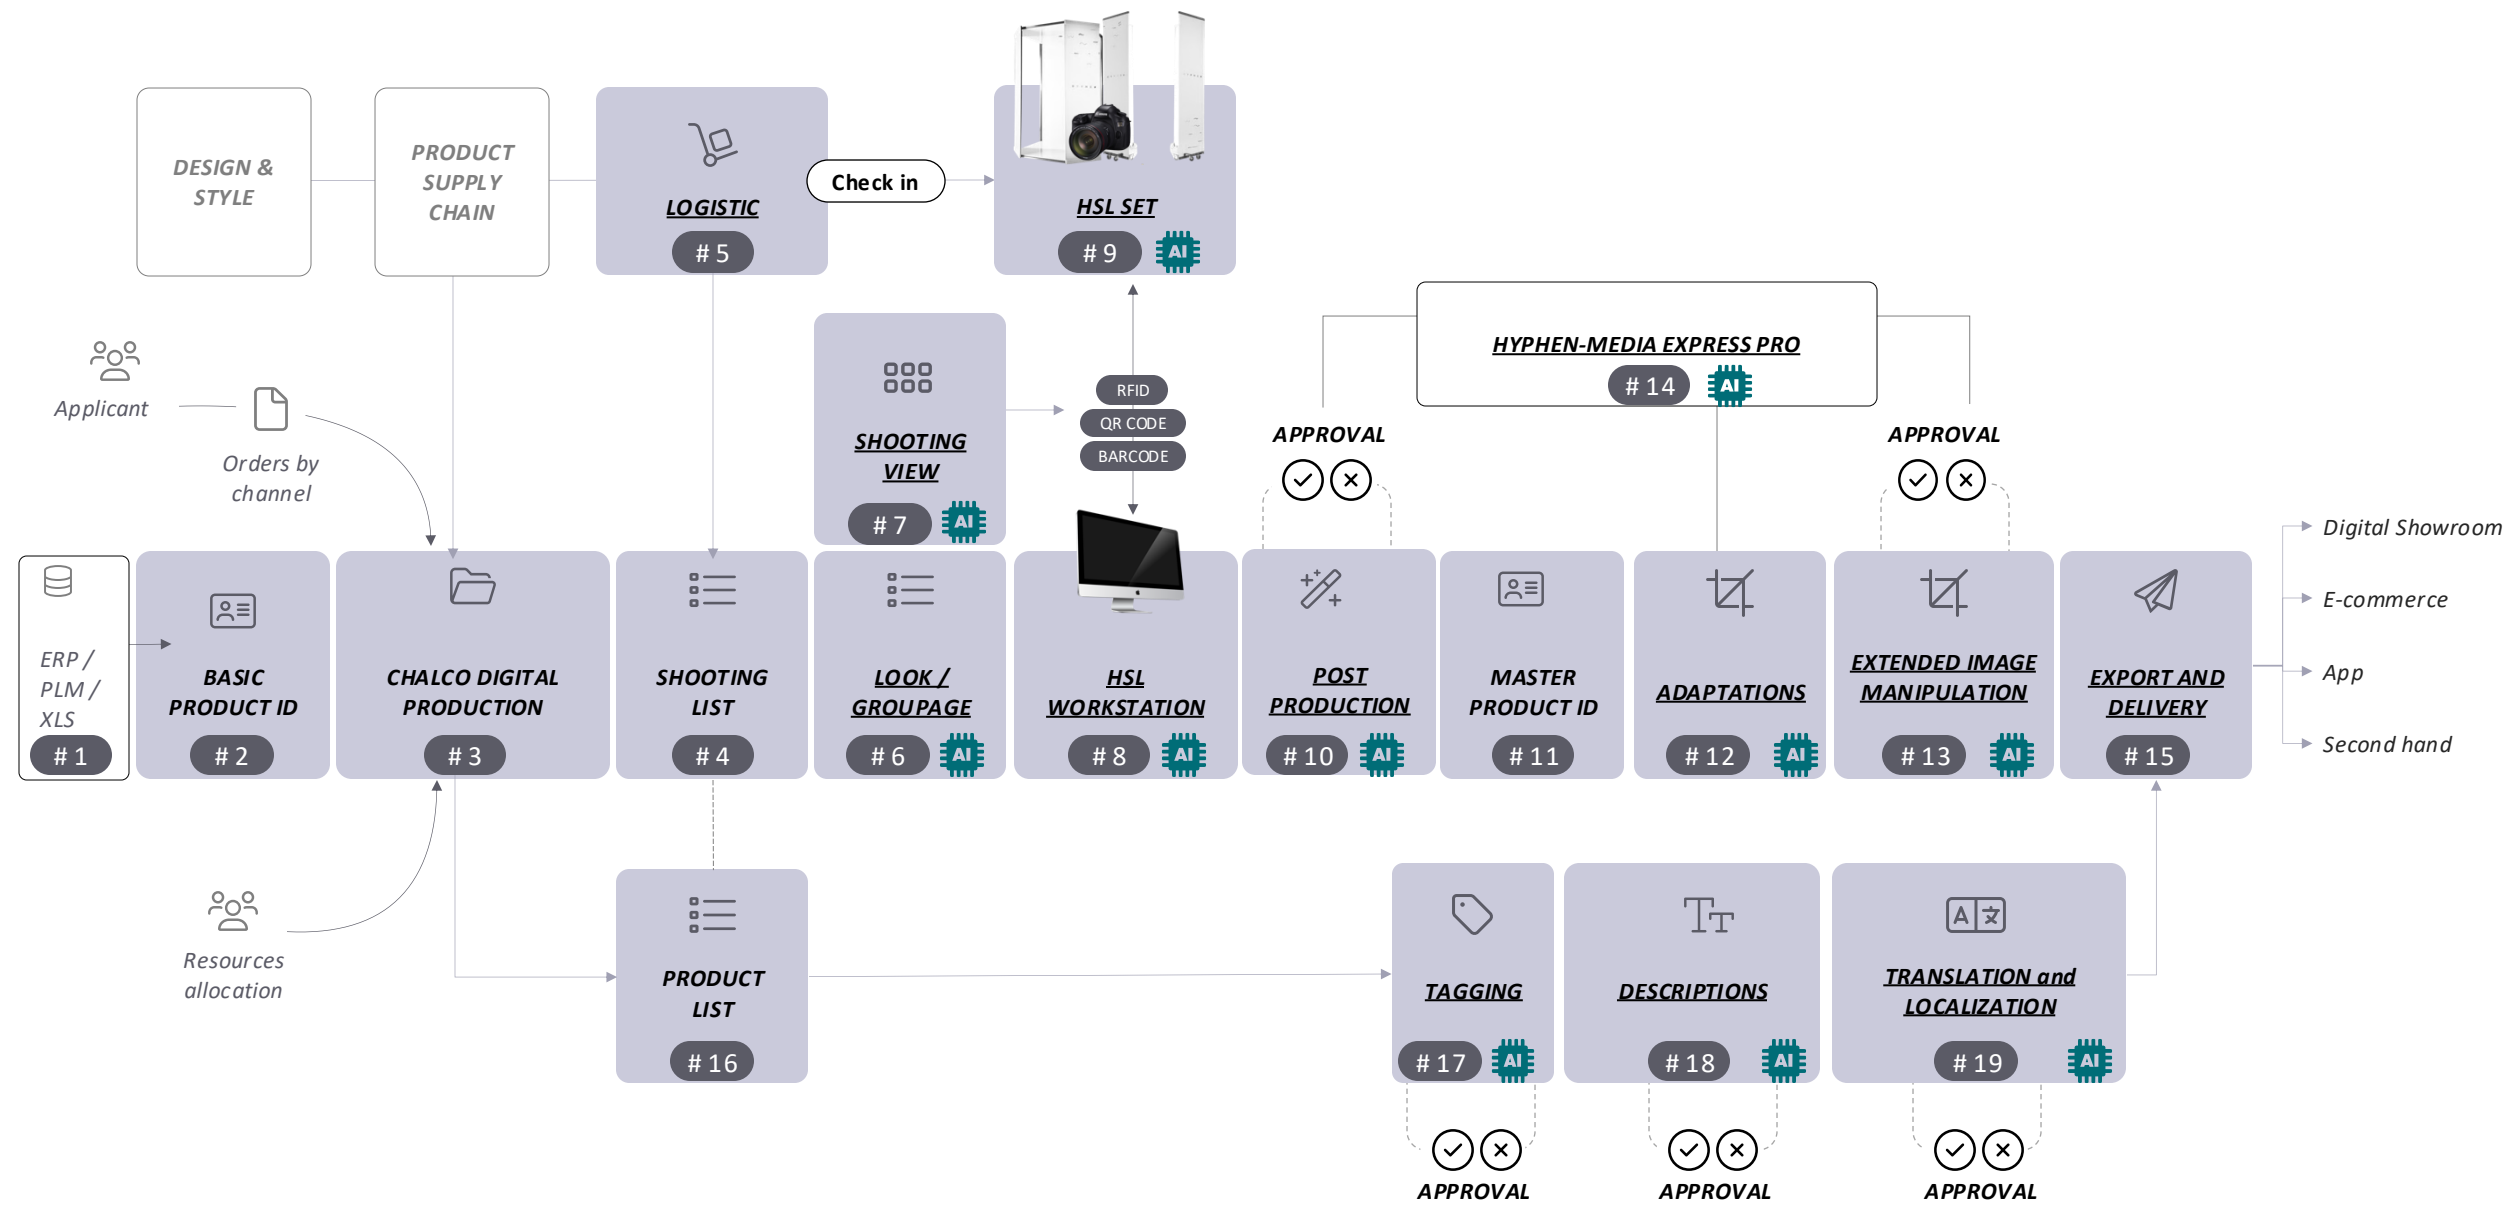 DESIGN &
STYLE
PRODUCT
SUPPLY
CHAIN
LOGISTIC
# 5
Check in
HSL SET
# 9
AI
Applicant
Orders by
channel
SHOOTING
VIEW
# 7
AI
RFID
QR CODE
BARCODE
HYPHEN-MEDIA EXPRESS PRO
# 14
AI
APPROVAL
APPROVAL
ERP /
PLM /
XLS
# 1
BASIC
PRODUCT ID
# 2
CHALCO DIGITAL
PRODUCTION
# 3
SHOOTING
LIST
# 4
LOOK /
GROUPAGE
# 6
AI
HSL
WORKSTATION
# 8
AI
POST
PRODUCTION
# 10
AI
MASTER
PRODUCT ID
# 11
ADAPTATIONS
# 12
AI
EXTENDED IMAGE
MANIPULATION
# 13
AI
EXPORT AND
DELIVERY
# 15
Digital Showroom
E-commerce
App
Second hand
Resources
allocation
PRODUCT
LIST
# 16
TAGGING
# 17
AI
DESCRIPTIONS
# 18
AI
A 文
TRANSLATION and
LOCALIZATION
# 19
AI
APPROVAL
APPROVAL
APPROVAL